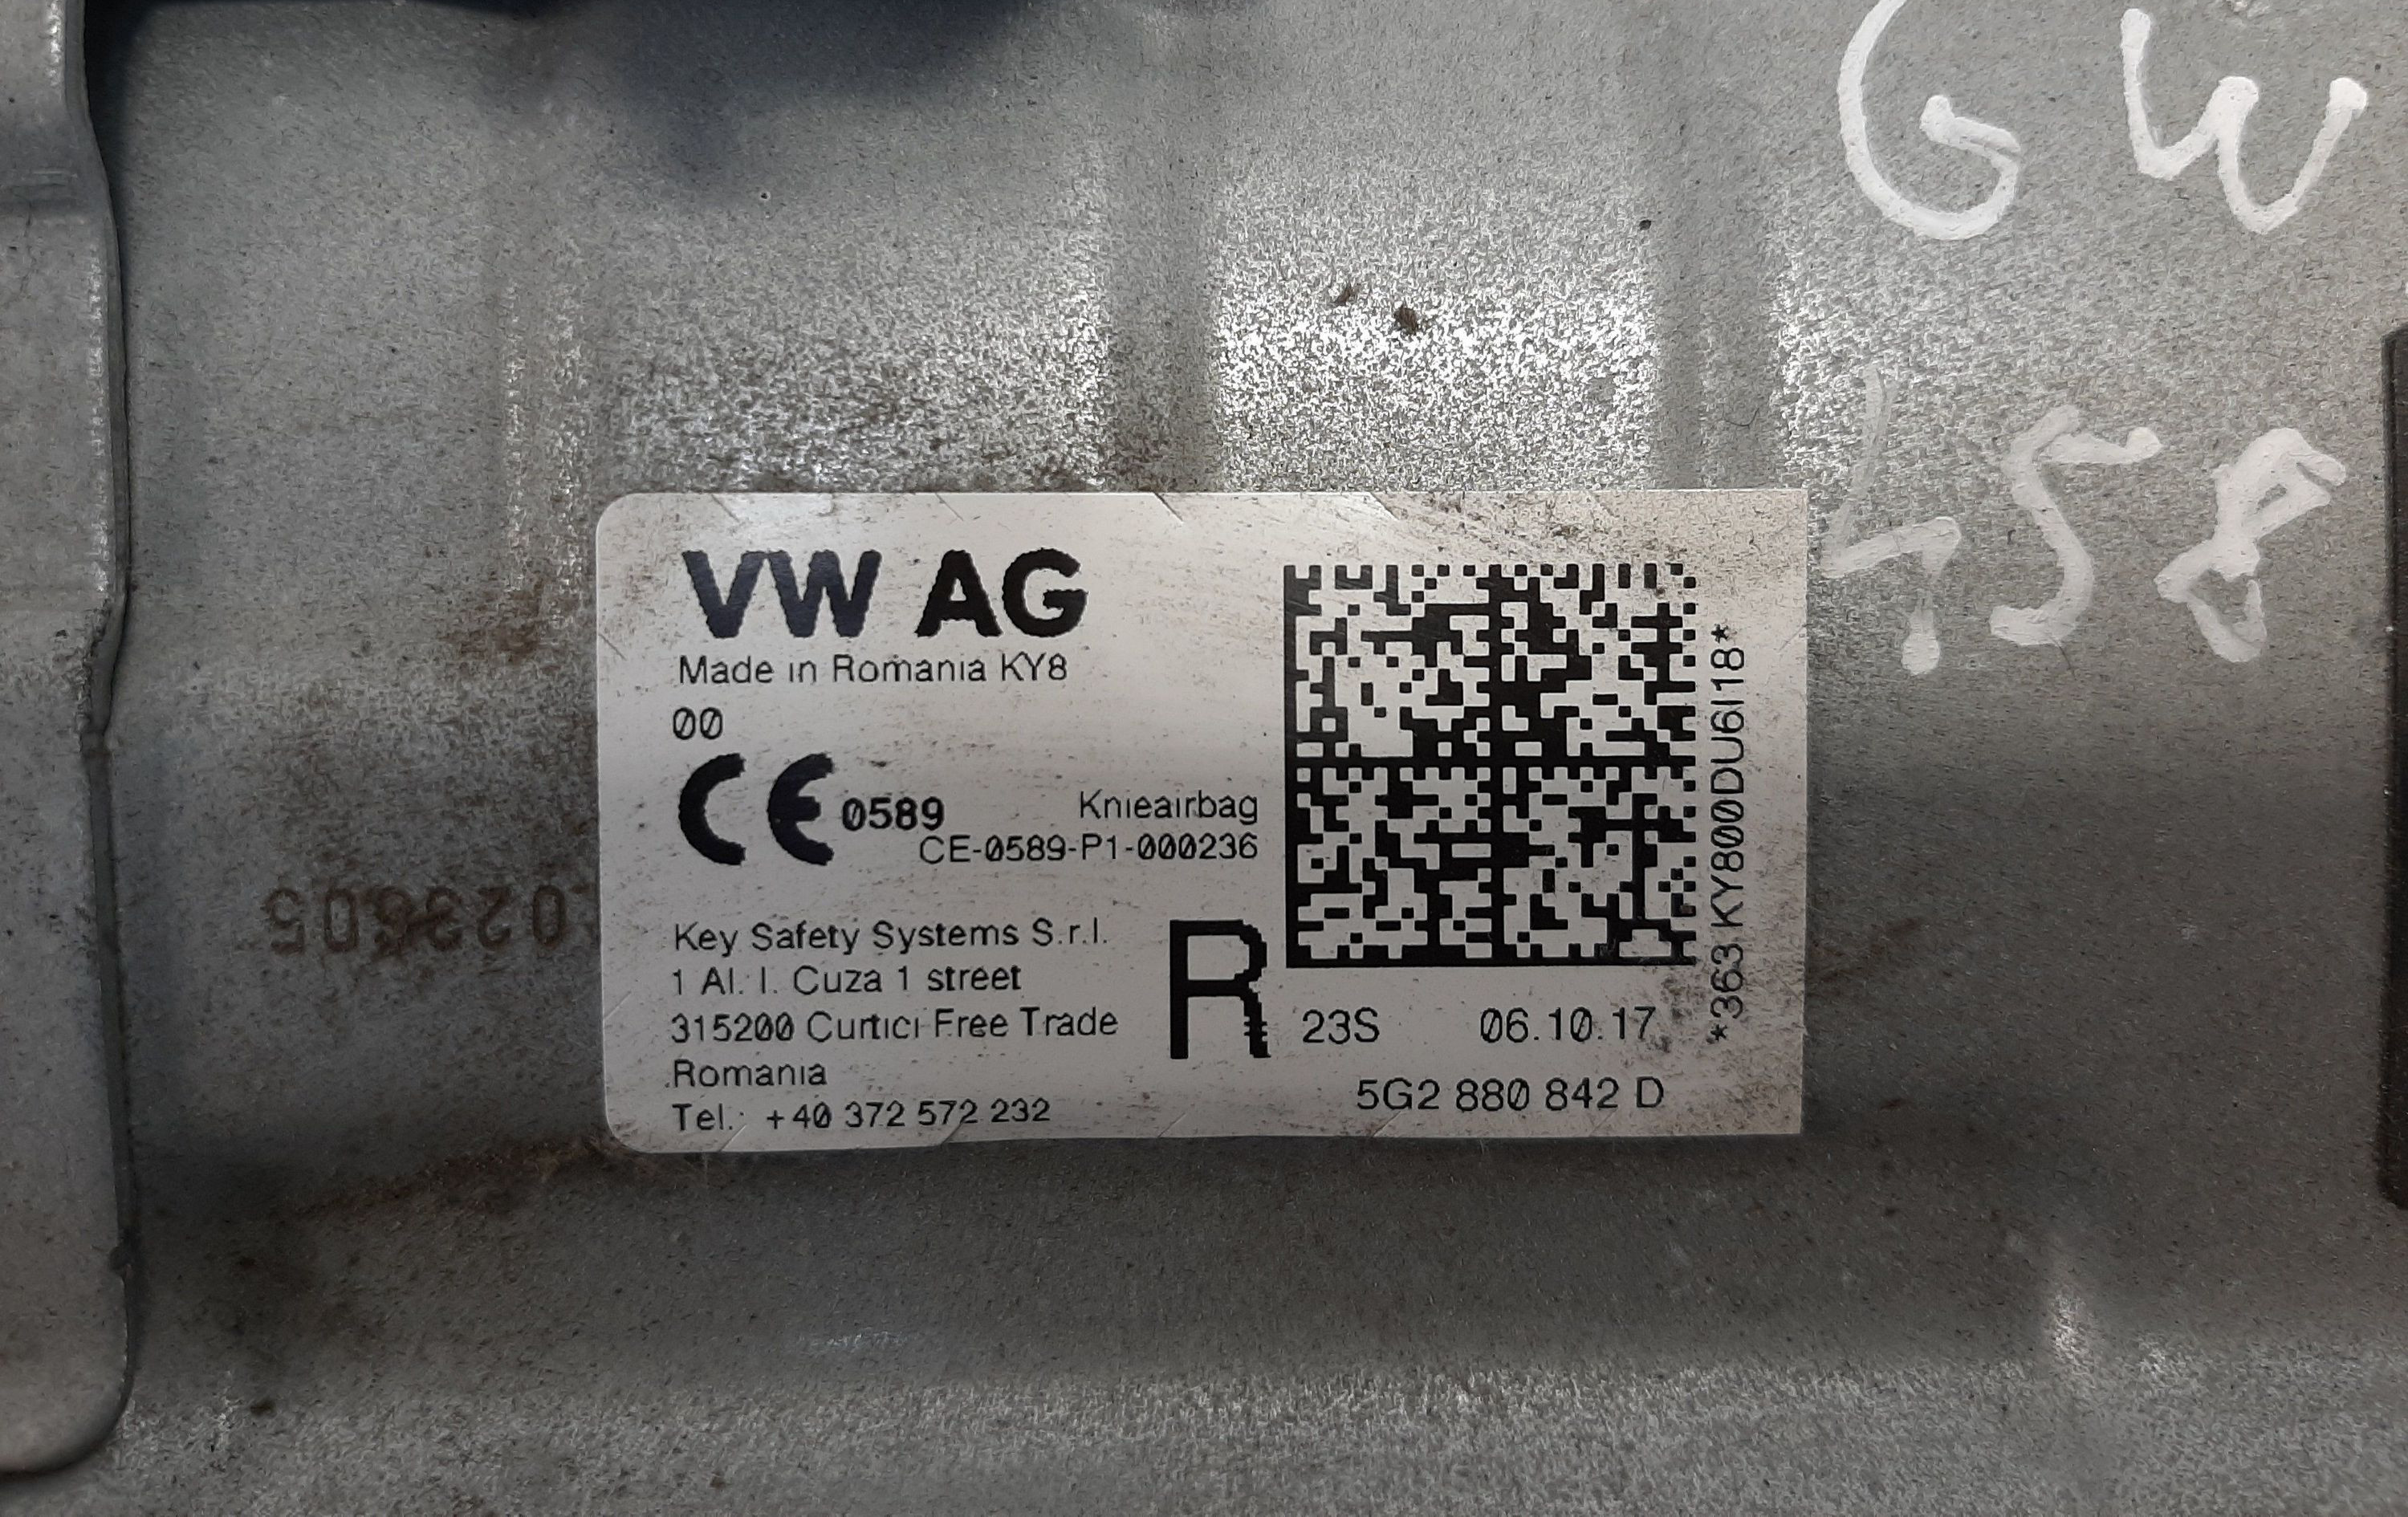 GW
458
VW AG
Made in Romania KY8
00
CE 0589
Knieairbag
CE-0589-P1-000236
Key Safety Systems S.r.l.
1 Al. I. Cuza 1 street
315200 Curtici Free Trade
Romania
Tel.: +40 372 572 232
R
23S 06.10.17
5G2 880 842 D
*363 KY800DU6I18*